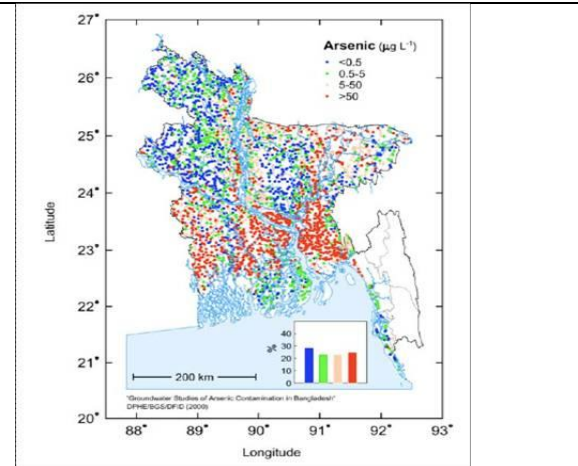 27°
Arsenic (µg L⁻¹)
<0.5
26°
0.5-5
5-50
>50
25°
24°
Latitude
23°
22°
40
%
30
20
21°
10
200 km
0
'Groundwater Studies of Arsenic Contamination in Bangladesh'
DPHE/BGS/DFID (2000)
20°
88° 89° 90° 91° 92° 93°
Longitude